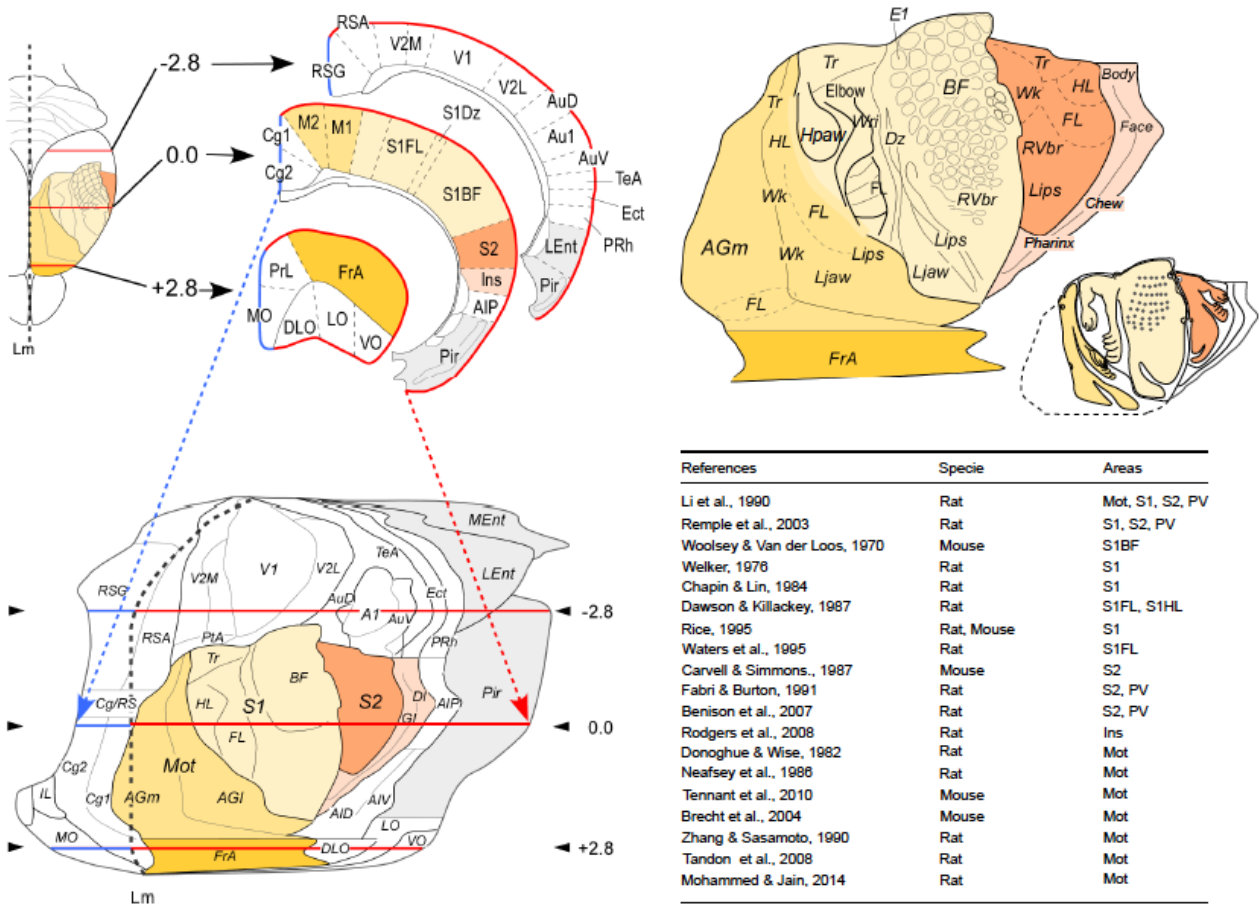 -2.8
0.0
+2.8
Lm
RSA
V2M
V1
V2L
RSG
AuD
Au1
AuV
TeA
Ect
PRh
LEnt
Pir
M2
M1
S1FL
S1Dz
Cg1
Cg2
S1BF
S2
Ins
AIP
Pir
PrL
FrA
MO
DLO
LO
VO
E1
Tr
Elbow
BF
Tr
HL
Body
Tr
Wk
Wri
HL
Hpaw
Dz
FL
Face
RVbr
FL
Wk
FL
RVbr
Lips
Chew
AGm
Wk
Lips
Lips
Pharinx
Ljaw
Ljaw
FL
FrA
MEnt
LEnt
V1
V2L
TeA
V2M
RSG
AuD
A1
Ect
AuV
-2.8
RSA
PtA
PRh
Tr
BF
HL
S1
S2
DI
GI
AIP
Pir
Cg/RS
0.0
FL
Mot
Cg2
Cg1
AGm
AGl
IL
AID
AIV
LO
MO
FrA
DLO
VO
+2.8
Lm
References Specie Areas
Li et al., 1990 Rat Mot, S1, S2, PV
Remple et al., 2003 Rat S1, S2, PV
Woolsey & Van der Loos, 1970 Mouse S1BF
Welker, 1976 Rat S1
Chapin & Lin, 1984 Rat S1
Dawson & Killackey, 1987 Rat S1FL, S1HL
Rice, 1995 Rat, Mouse S1
Waters et al., 1995 Rat S1FL
Carvell & Simmons., 1987 Mouse S2
Fabri & Burton, 1991 Rat S2, PV
Benison et al., 2007 Rat S2, PV
Rodgers et al., 2008 Rat Ins
Donoghue & Wise, 1982 Rat Mot
Neafsey et al., 1986 Rat Mot
Tennant et al., 2010 Mouse Mot
Brecht et al., 2004 Mouse Mot
Zhang & Sasamoto, 1990 Rat Mot
Tandon et al., 2008 Rat Mot
Mohammed & Jain, 2014 Rat Mot